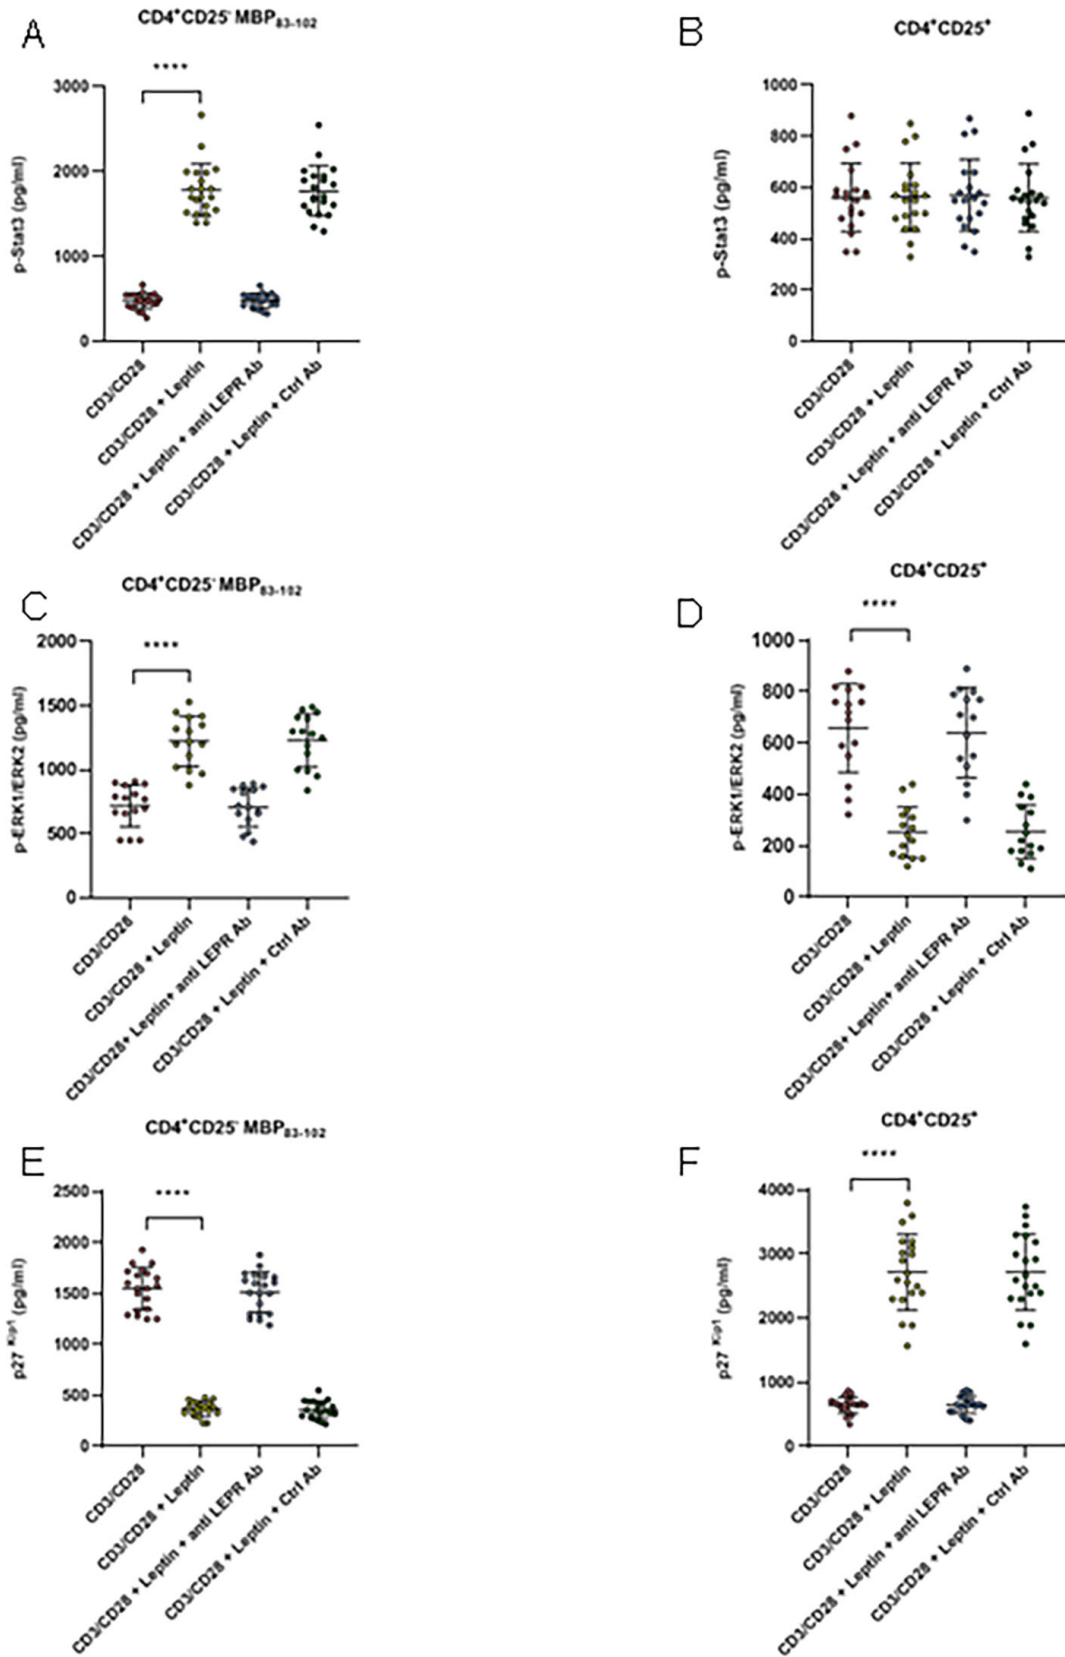 A
CD4⁺CD25⁻ MBP₈₃₋₁₀₂
****
p-Stat3 (pg/ml)
3000
2000
1000
0
CD3/CD28
CD3/CD28 + Leptin
CD3/CD28 + Leptin + anti LEPR Ab
CD3/CD28 + Leptin + Ctrl Ab
B
CD4⁺CD25⁺
p-Stat3 (pg/ml)
1000
800
600
400
200
0
CD3/CD28
CD3/CD28 + Leptin
CD3/CD28 + Leptin + anti LEPR Ab
CD3/CD28 + Leptin + Ctrl Ab
C
CD4⁺CD25⁻ MBP₈₃₋₁₀₂
****
p-ERK1/ERK2 (pg/ml)
2000
1500
1000
500
0
CD3/CD28
CD3/CD28 + Leptin
CD3/CD28+ Leptin+ anti LEPR Ab
CD3/CD28 + Leptin + Ctrl Ab
D
CD4⁺CD25⁺
****
p-ERK1/ERK2 (pg/ml)
1000
800
600
400
200
0
CD3/CD28
CD3/CD28 + Leptin
CD3/CD28+ Leptin+ anti LEPR Ab
CD3/CD28 + Leptin + Ctrl Ab
E
CD4⁺CD25⁻ MBP₈₃₋₁₀₂
****
p27 ᴷⁱᵖ¹ (pg/ml)
2500
2000
1500
1000
500
0
CD3/CD28
CD3/CD28 + Leptin
CD3/CD28 + Leptin + anti LEPR Ab
CD3/CD28 + Leptin + Ctrl Ab
F
CD4⁺CD25⁺
****
p27 ᴷⁱᵖ¹ (pg/ml)
4000
3000
2000
1000
0
CD3/CD28
CD3/CD28 + Leptin
CD3/CD28 + Leptin + anti LEPR Ab
CD3/CD28 + Leptin + Ctrl Ab